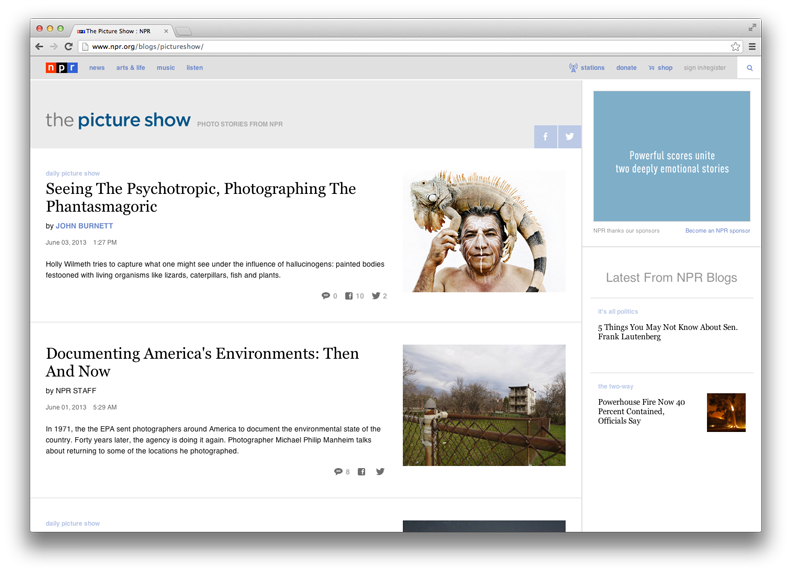 The Picture Show : NPR
www.npr.org/blogs/pictureshow/
npr news arts & life music listen stations donate shop sign in/register
the picture show PHOTO STORIES FROM NPR
daily picture show
Seeing The Psychotropic, Photographing The
Phantasmagoric
by JOHN BURNETT
June 03, 2013 1:27 PM
Holly Wilmeth tries to capture what one might see under the influence of hallucinogens: painted bodies
festooned with living organisms like lizards, caterpillars, fish and plants.
0 10 2
Documenting America's Environments: Then
And Now
by NPR STAFF
June 01, 2013 5:29 AM
In 1971, the the EPA sent photographers around America to document the environmental state of the
country. Forty years later, the agency is doing it again. Photographer Michael Philip Manheim talks
about returning to some of the locations he photographed.
8
daily picture show
Powerful scores unite
two deeply emotional stories
NPR thanks our sponsors Become an NPR sponsor
Latest From NPR Blogs
it's all politics
5 Things You May Not Know About Sen.
Frank Lautenberg
the two-way
Powerhouse Fire Now 40
Percent Contained,
Officials Say